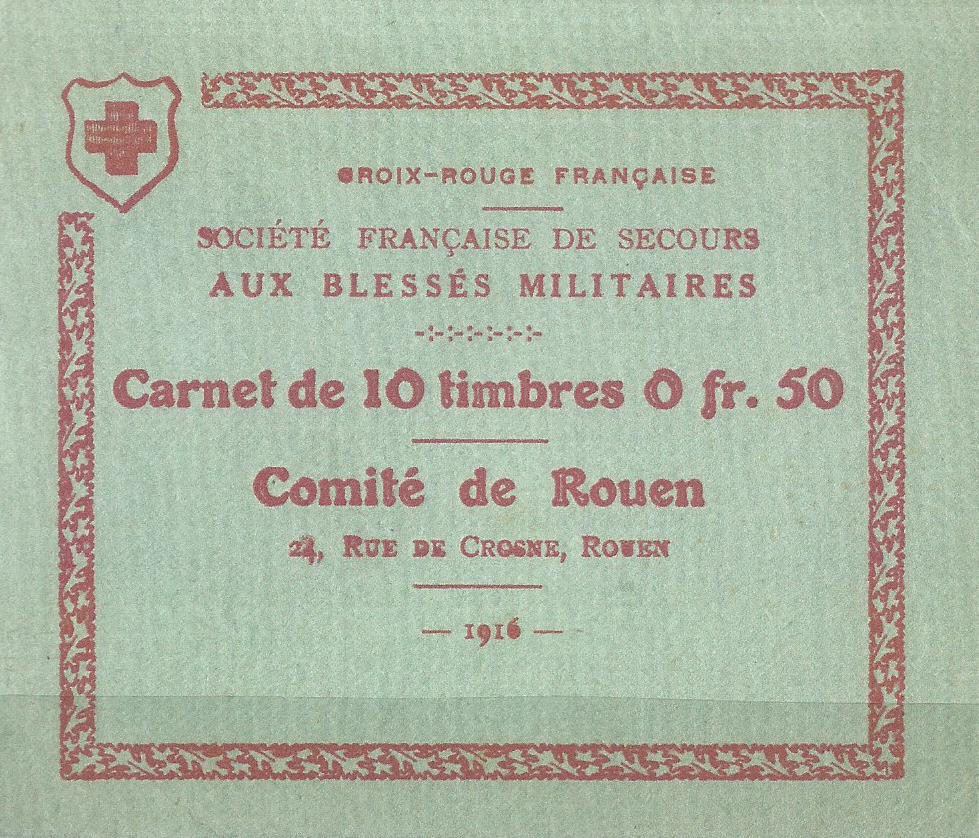 CROIX-ROUGE FRANÇAISE
SOCIÉTÉ FRANÇAISE DE SECOURS
AUX BLESSÉS MILITAIRES
Carnet de 10 timbres 0 fr. 50
Comité de Rouen
24, RUE DE CROSNE, ROUEN
— 1916 —